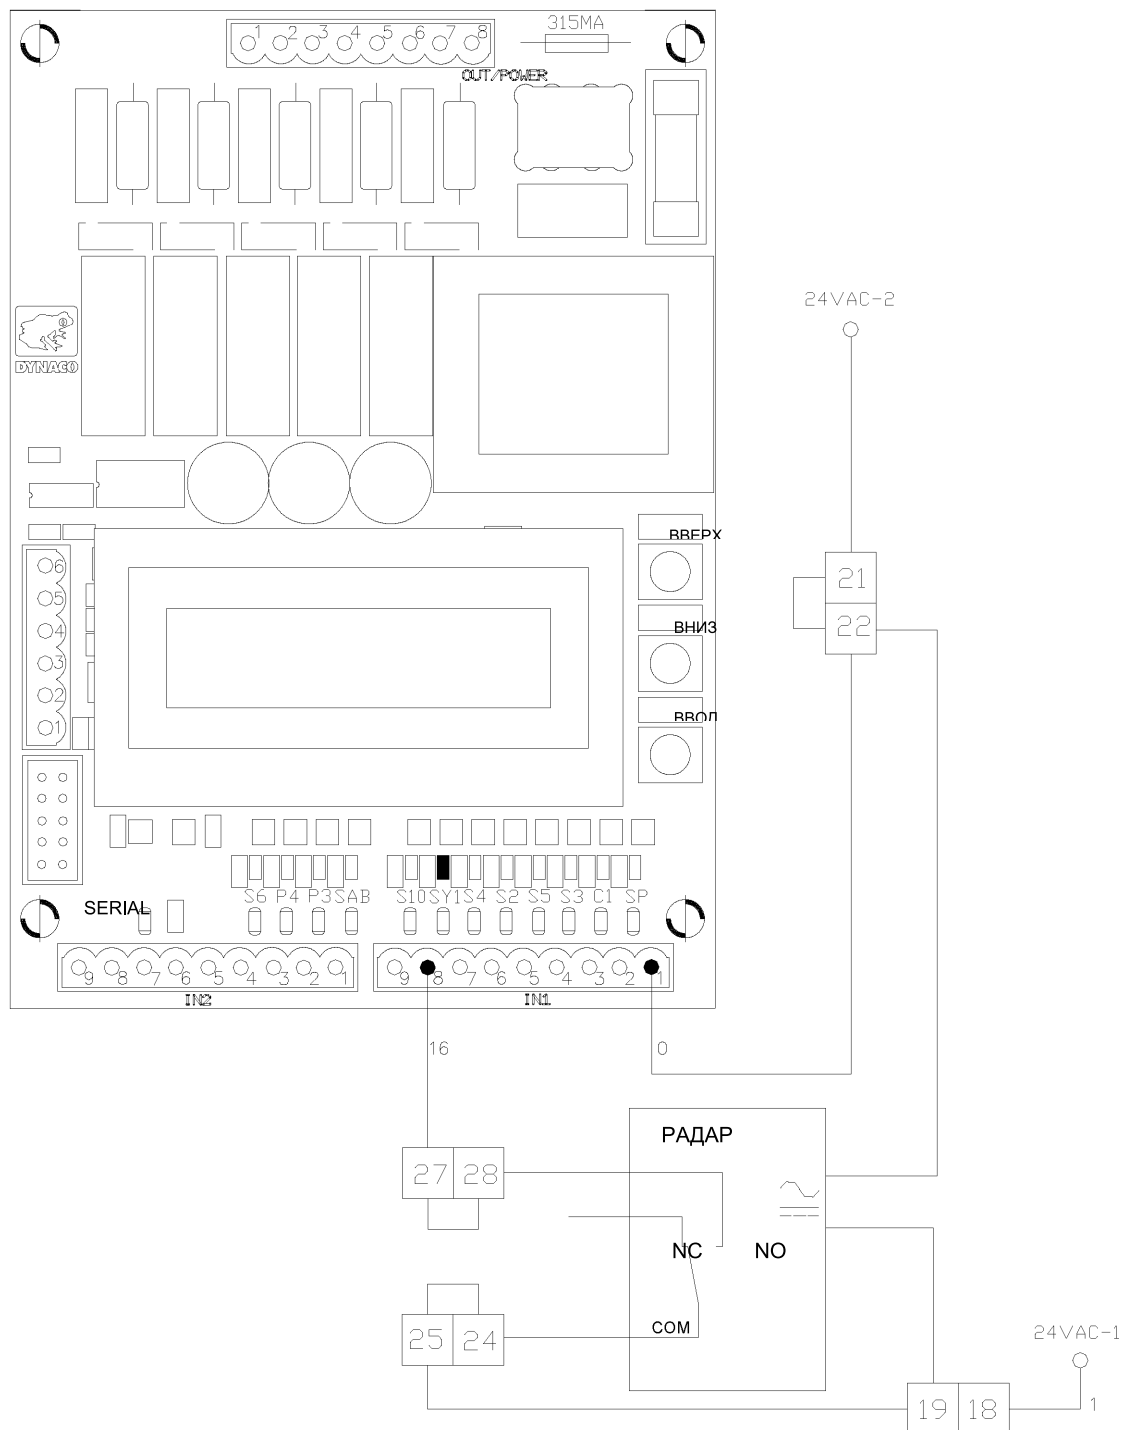 315MA
1 2 3 4 5 6 7 8
OUT/POWER
24VAC-2
DYNACO
ВВЕРХ
6
5
4
3
2
1
21
22
ВНИЗ
ВВОД
S6 P4 P3 SAB S10 SY1 S4 S2 S5 S3 C1 SP
SERIAL
9 8 7 6 5 4 3 2 1
9 8 7 6 5 4 3 2 1
IN2
IN1
16
0
РАДАР
27 28
NC NO
COM
25 24
24VAC-1
19 18
1